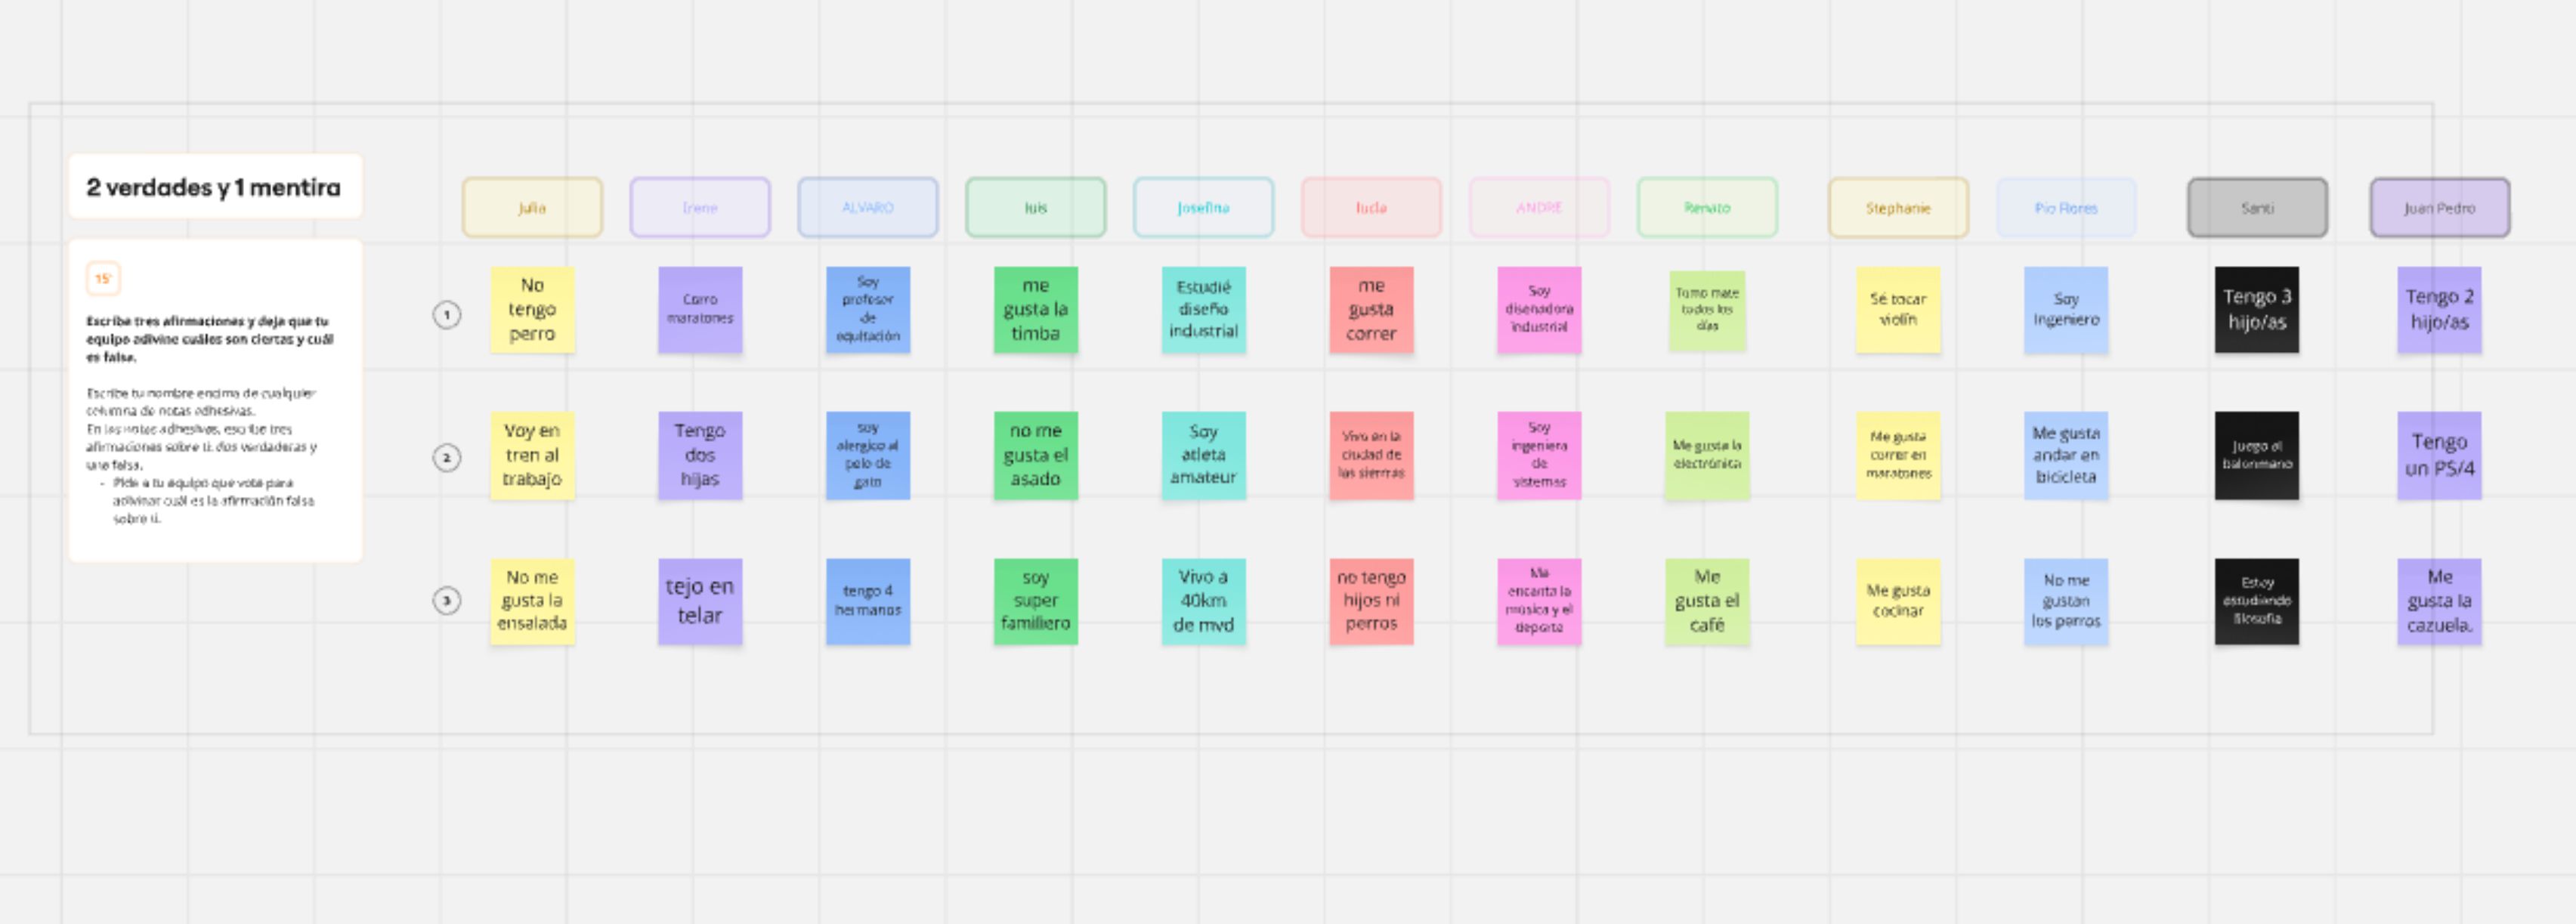 2 verdades y 1 mentira
15'
Escribe tres afirmaciones y deja que tu
equipo adivine cuáles son ciertas y cuál
es falsa.
Escribe tu nombre encima de cualquier
columna de notas adhesivas.
En las notas adhesivas, escribe tres
afirmaciones sobre ti: dos verdaderas y
una falsa.
- Pide a tu equipo que vote para
adivinar cuál es la afirmación falsa
sobre ti.
Julia
Irene
ALVARO
luis
Josefina
lucia
ANDRE
Renato
Stephanie
Pio Flores
Santi
Juan Pedro
1
No
tengo
perro
Corro
maratones
Soy
profesor
de
equitación
me
gusta la
timba
Estudié
diseño
industrial
me
gusta
correr
Soy
diseñadora
industrial
Tomo mate
todos los
días
Sé tocar
violín
Soy
Ingeniero
Tengo 3
hijo/as
Tengo 2
hijo/as
2
Voy en
tren al
trabajo
Tengo
dos
hijas
soy
alergico al
pelo de
gato
no me
gusta el
asado
Soy
atleta
amateur
Vivo en la
ciudad de
las sierras
Soy
ingeniera
de
sistemas
Me gusta la
electrónica
Me gusta
correr en
maratones
Me gusta
andar en
bicicleta
Juego al
balonmano
Tengo
un PS/4
3
No me
gusta la
ensalada
tejo en
telar
tengo 4
hermanos
soy
super
familiero
Vivo a
40km
de mvd
no tengo
hijos ni
perros
Me
encanta la
música y el
deporte
Me
gusta el
café
Me gusta
cocinar
No me
gustan
los perros
Estoy
estudiando
filosofía
Me
gusta la
cazuela.